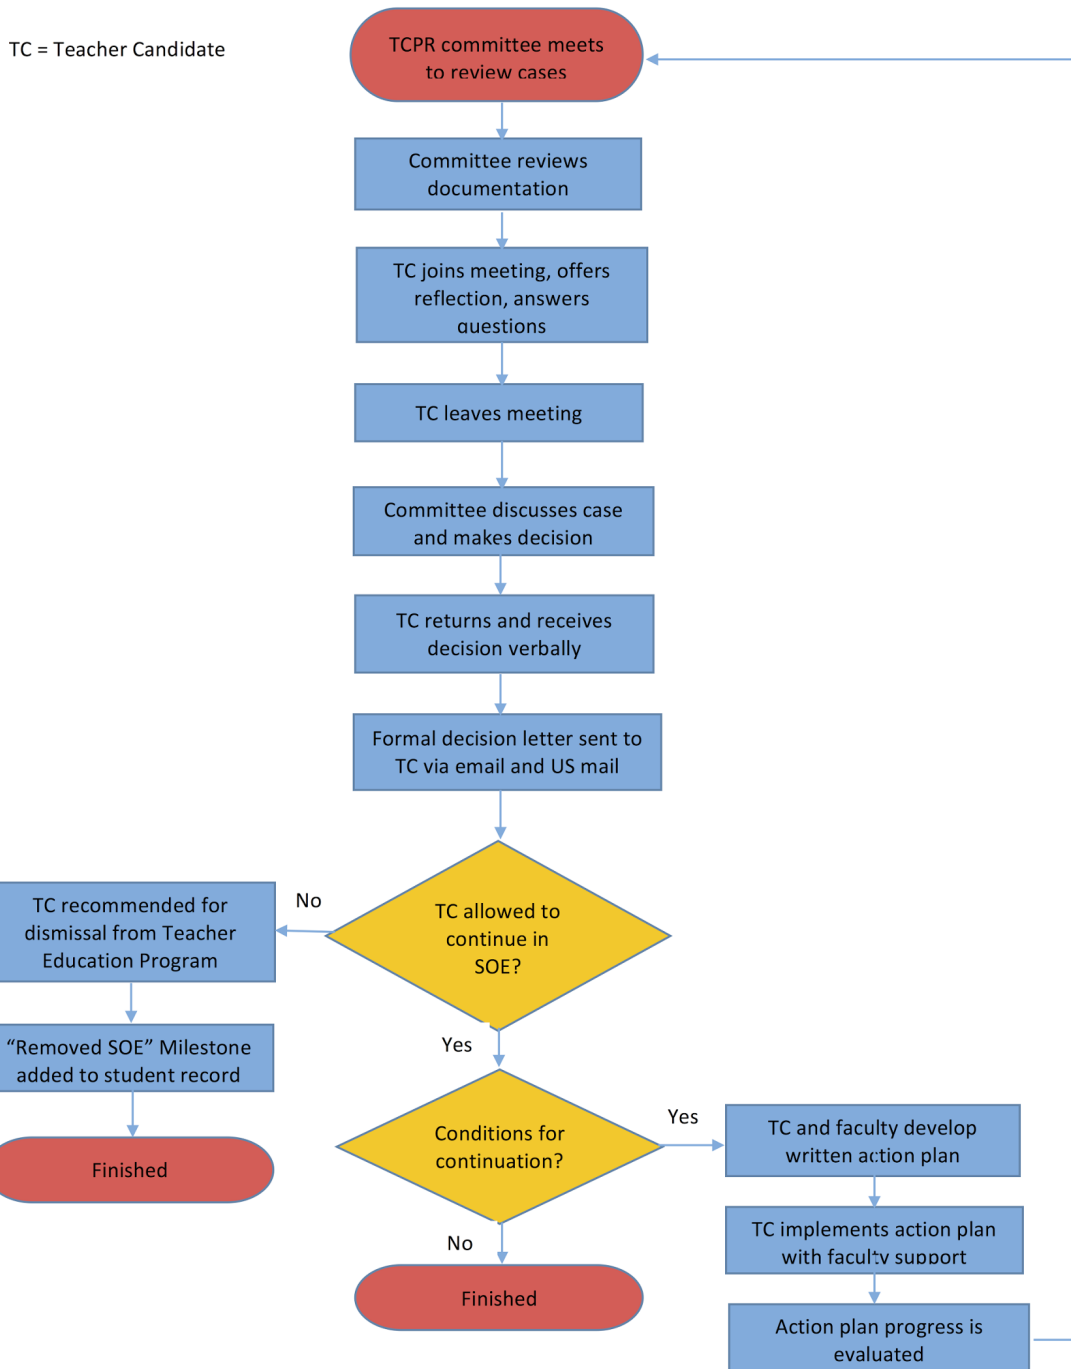 TC = Teacher Candidate
TCPR committee meets
to review cases
Committee reviews
documentation
TC joins meeting, offers
reflection, answers
questions
TC leaves meeting
Committee discusses case
and makes decision
TC returns and receives
decision verbally
Formal decision letter sent to
TC via email and US mail
TC allowed to
continue in
SOE?
No
TC recommended for
dismissal from Teacher
Education Program
“Removed SOE” Milestone
added to student record
Finished
Yes
Conditions for
continuation?
No
Finished
Yes
TC and faculty develop
written action plan
TC implements action plan
with faculty support
Action plan progress is
evaluated